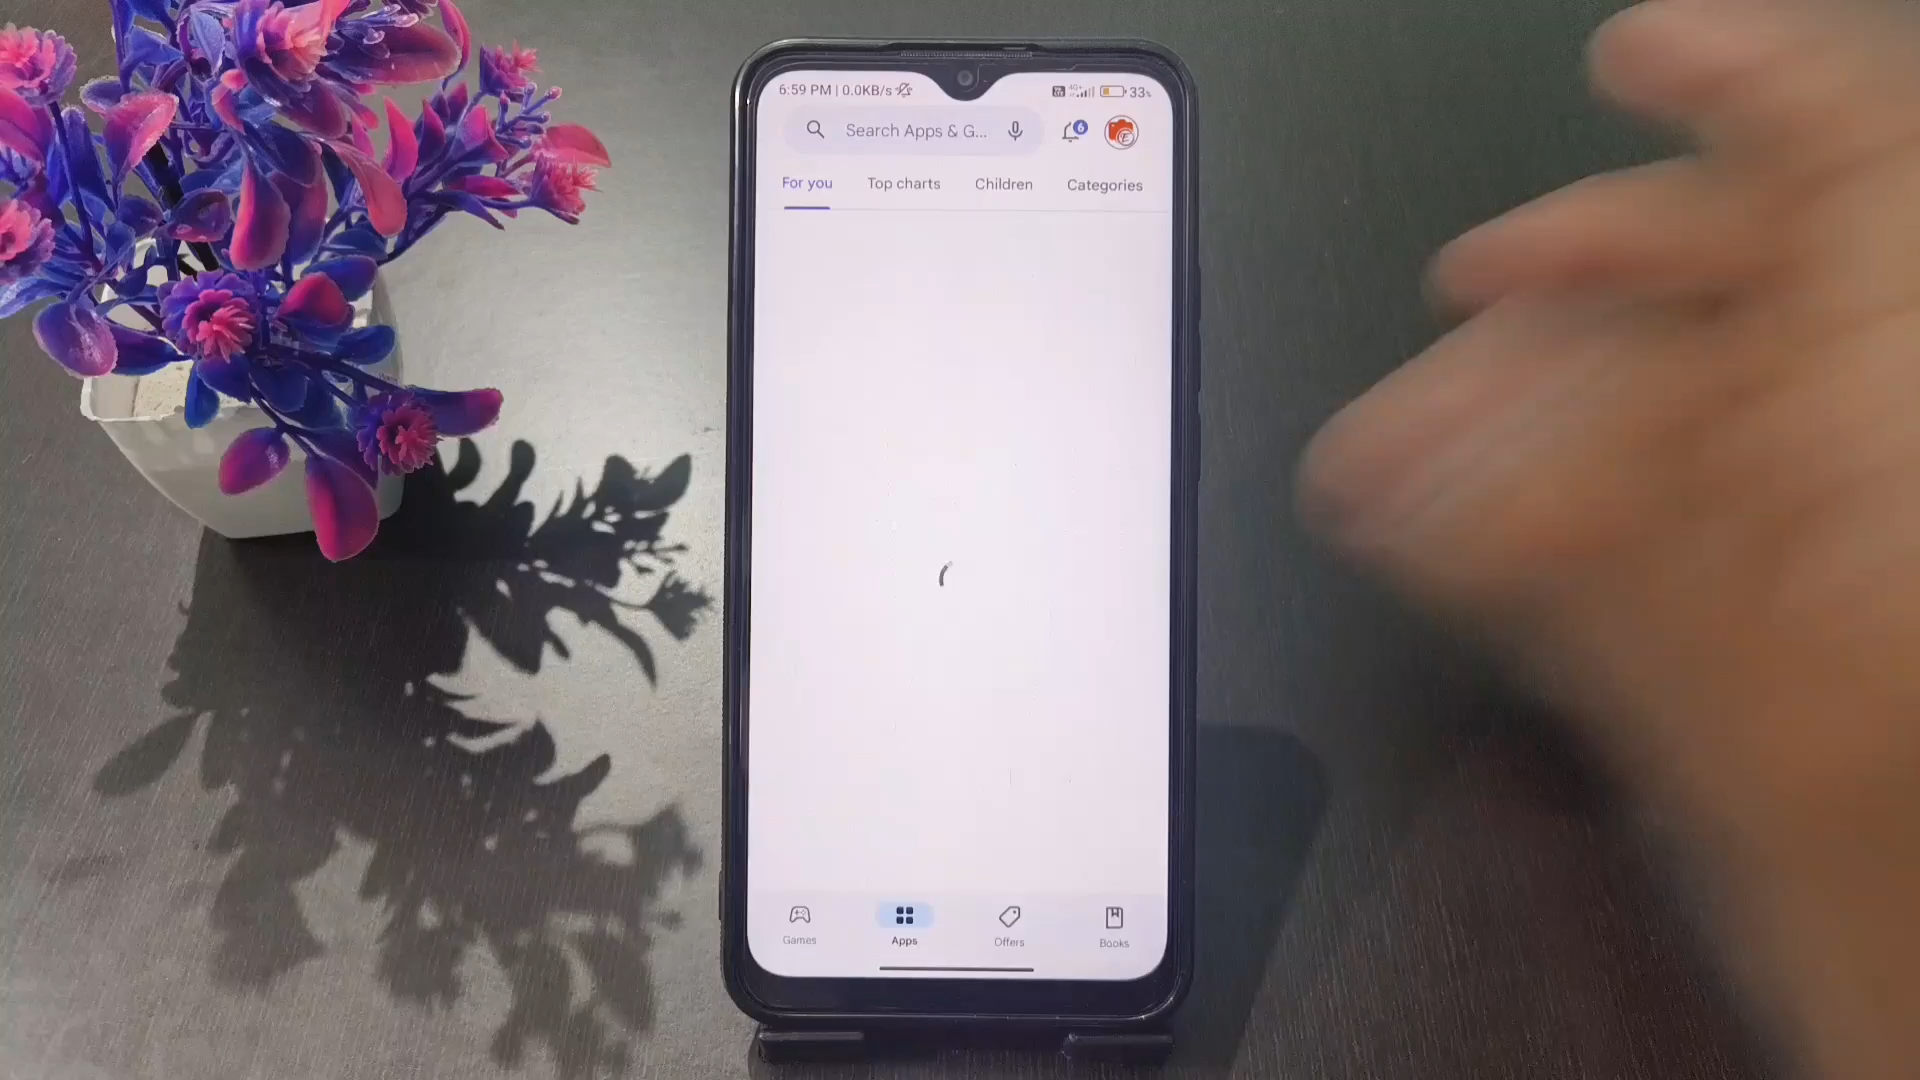 6:59 PM | 0.0KB/s 33%
Search Apps & G... 6
For you Top charts Children Categories
Games Apps Offers Books